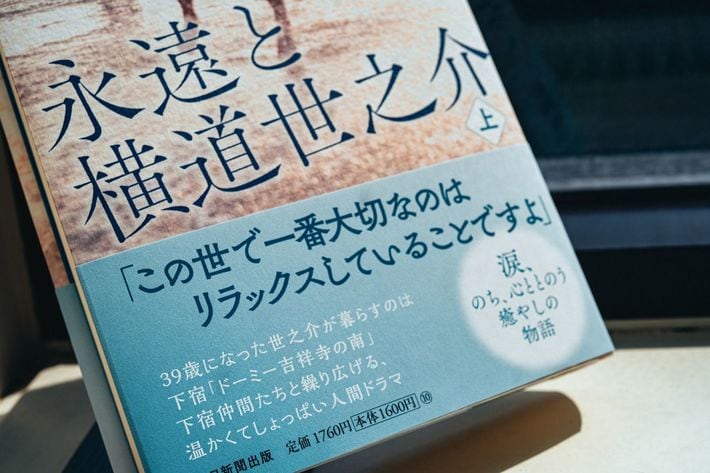 永遠と
横道世之介
上
「この世で一番大切なのは
リラックスしていることですよ」
涙、
のち、心ととのう
癒やしの
物語
39歳になった世之介が暮らすのは
下宿「ドーミー吉祥寺の南」
下宿仲間たちと繰り広げる、
温かくてしょっぱい人間ドラマ
新聞出版 定価 1760円 本体1600円 ⑩